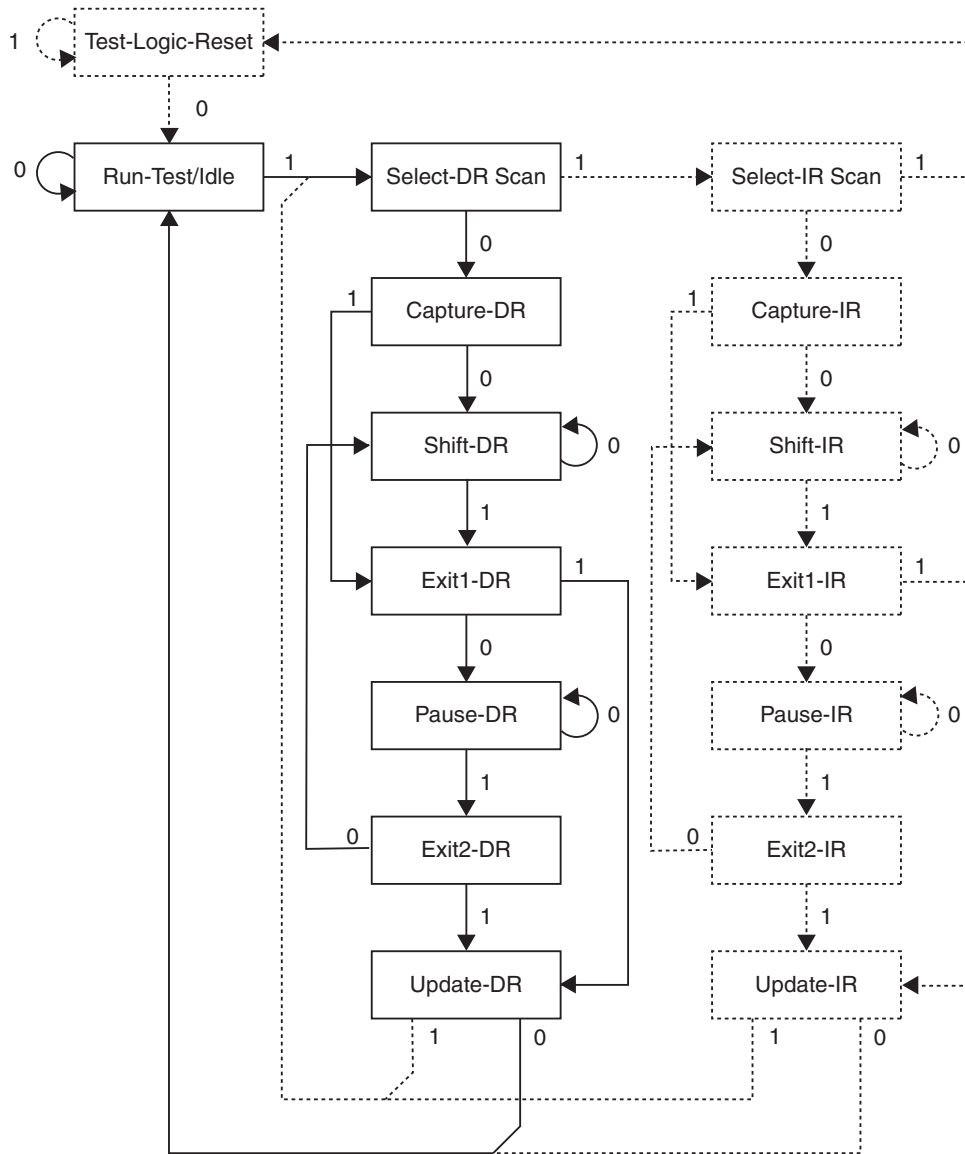 Test-Logic-Reset
1
0
Run-Test/Idle
0
1
Select-DR Scan
1
Select-IR Scan
1
0
0
1
Capture-DR
1
Capture-IR
0
0
Shift-DR
0
Shift-IR
0
1
1
Exit1-DR
1
Exit1-IR
1
0
0
Pause-DR
0
Pause-IR
0
1
1
0
Exit2-DR
0
Exit2-IR
1
1
Update-DR
Update-IR
1
0
1
0